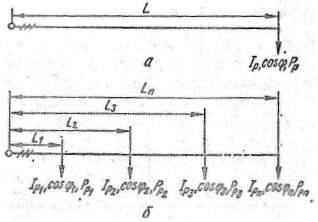 L
I_p, cosφ, P_p
а
L_n
L_3
L_2
L_1
I_p1, cosφ_1, P_p1 I_p2, cosφ_2, P_p2 I_p3, cosφ_3, P_p3 I_pn, cosφ_n, P_pn
б